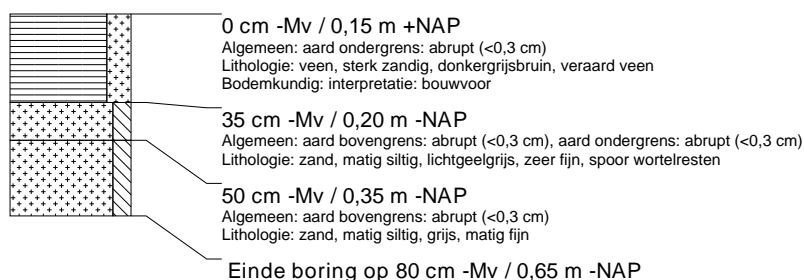 0 cm -Mv / 0,15 m +NAP
Algemeen: aard ondergrens: abrupt (<0,3 cm)
Lithologie: veen, sterk zandig, donkergrijsbruin, veraard veen
Bodemkundig: interpretatie: bouwvoor
35 cm -Mv / 0,20 m -NAP
Algemeen: aard bovengrens: abrupt (<0,3 cm), aard ondergrens: abrupt (<0,3 cm)
Lithologie: zand, matig siltig, lichtgeelgrijs, zeer fijn, spoor wortelresten
50 cm -Mv / 0,35 m -NAP
Algemeen: aard bovengrens: abrupt (<0,3 cm)
Lithologie: zand, matig siltig, grijs, matig fijn
Einde boring op 80 cm -Mv / 0,65 m -NAP